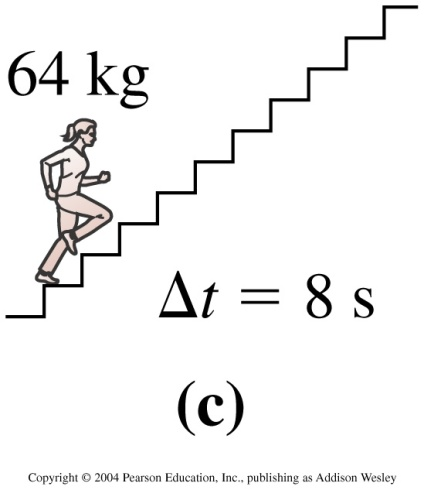 64 kg
Δt = 8 s
(c)
Copyright © 2004 Pearson Education, Inc., publishing as Addison Wesley